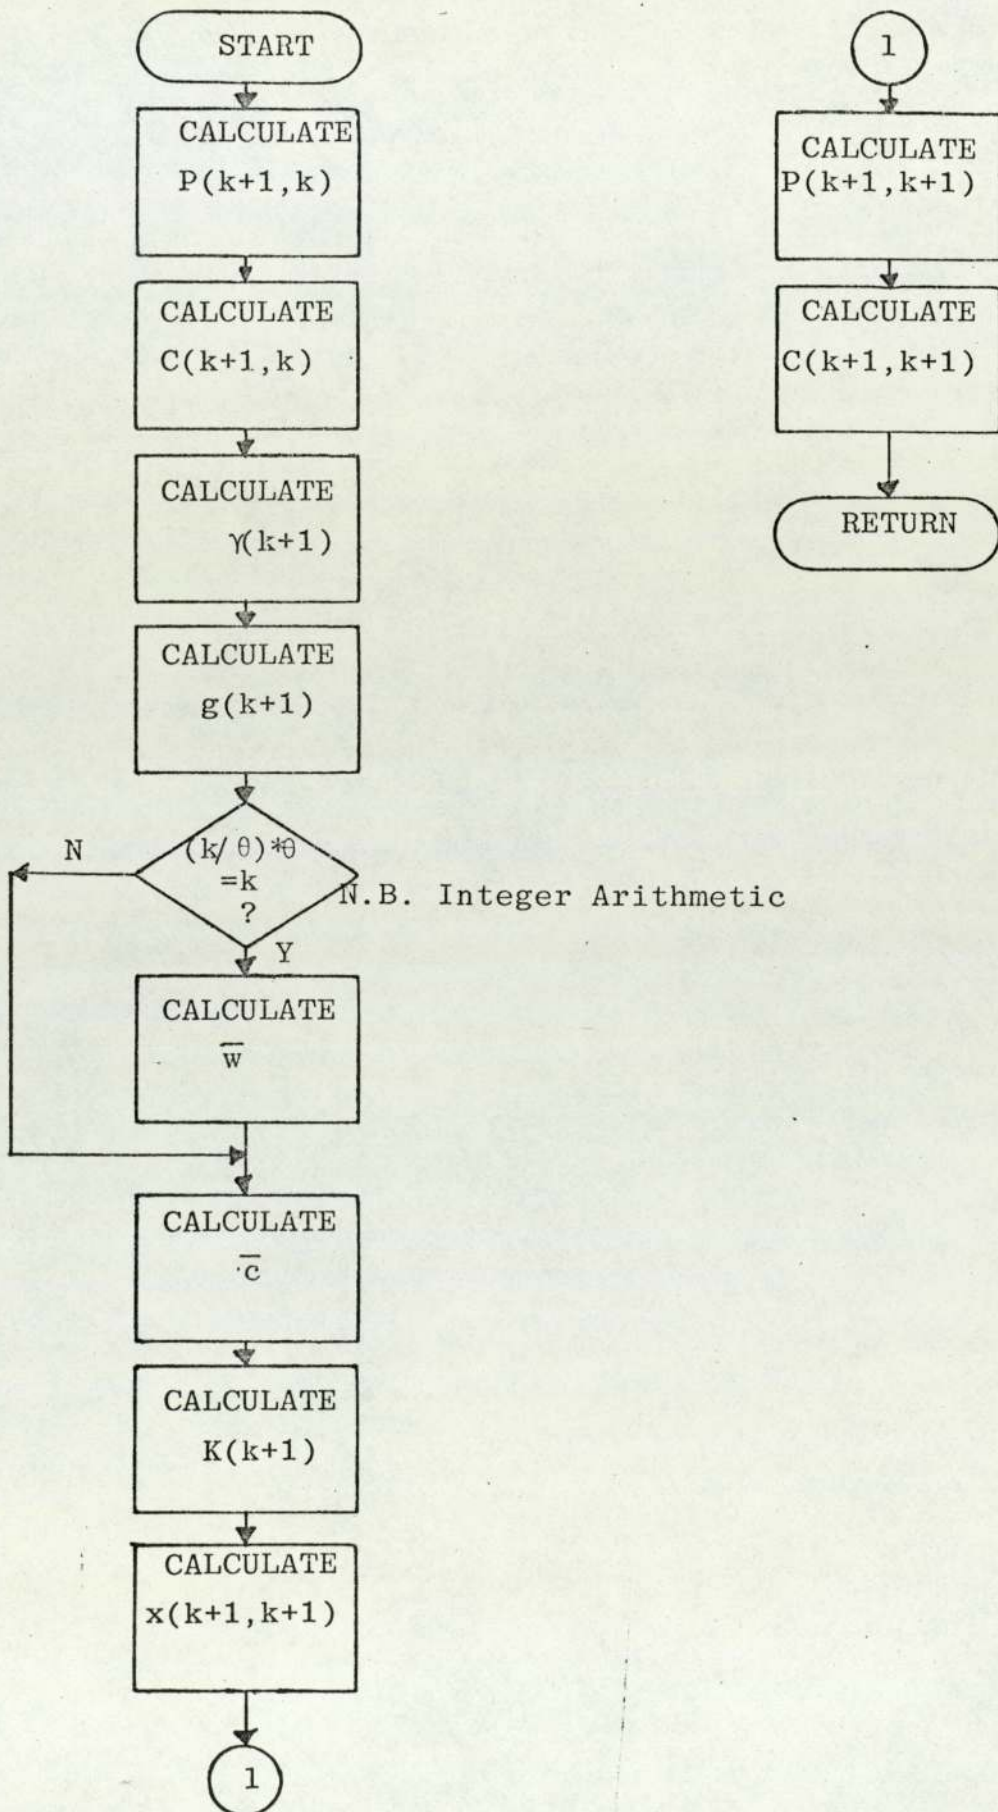 START
CALCULATE
P(k+1,k)
CALCULATE
C(k+1,k)
CALCULATE
γ(k+1)
CALCULATE
g(k+1)
(k/θ)*θ
=k
?
N
N.B. Integer Arithmetic
Y
CALCULATE
w̅
CALCULATE
c̅
CALCULATE
K(k+1)
CALCULATE
x(k+1,k+1)
1
1
CALCULATE
P(k+1,k+1)
CALCULATE
C(k+1,k+1)
RETURN